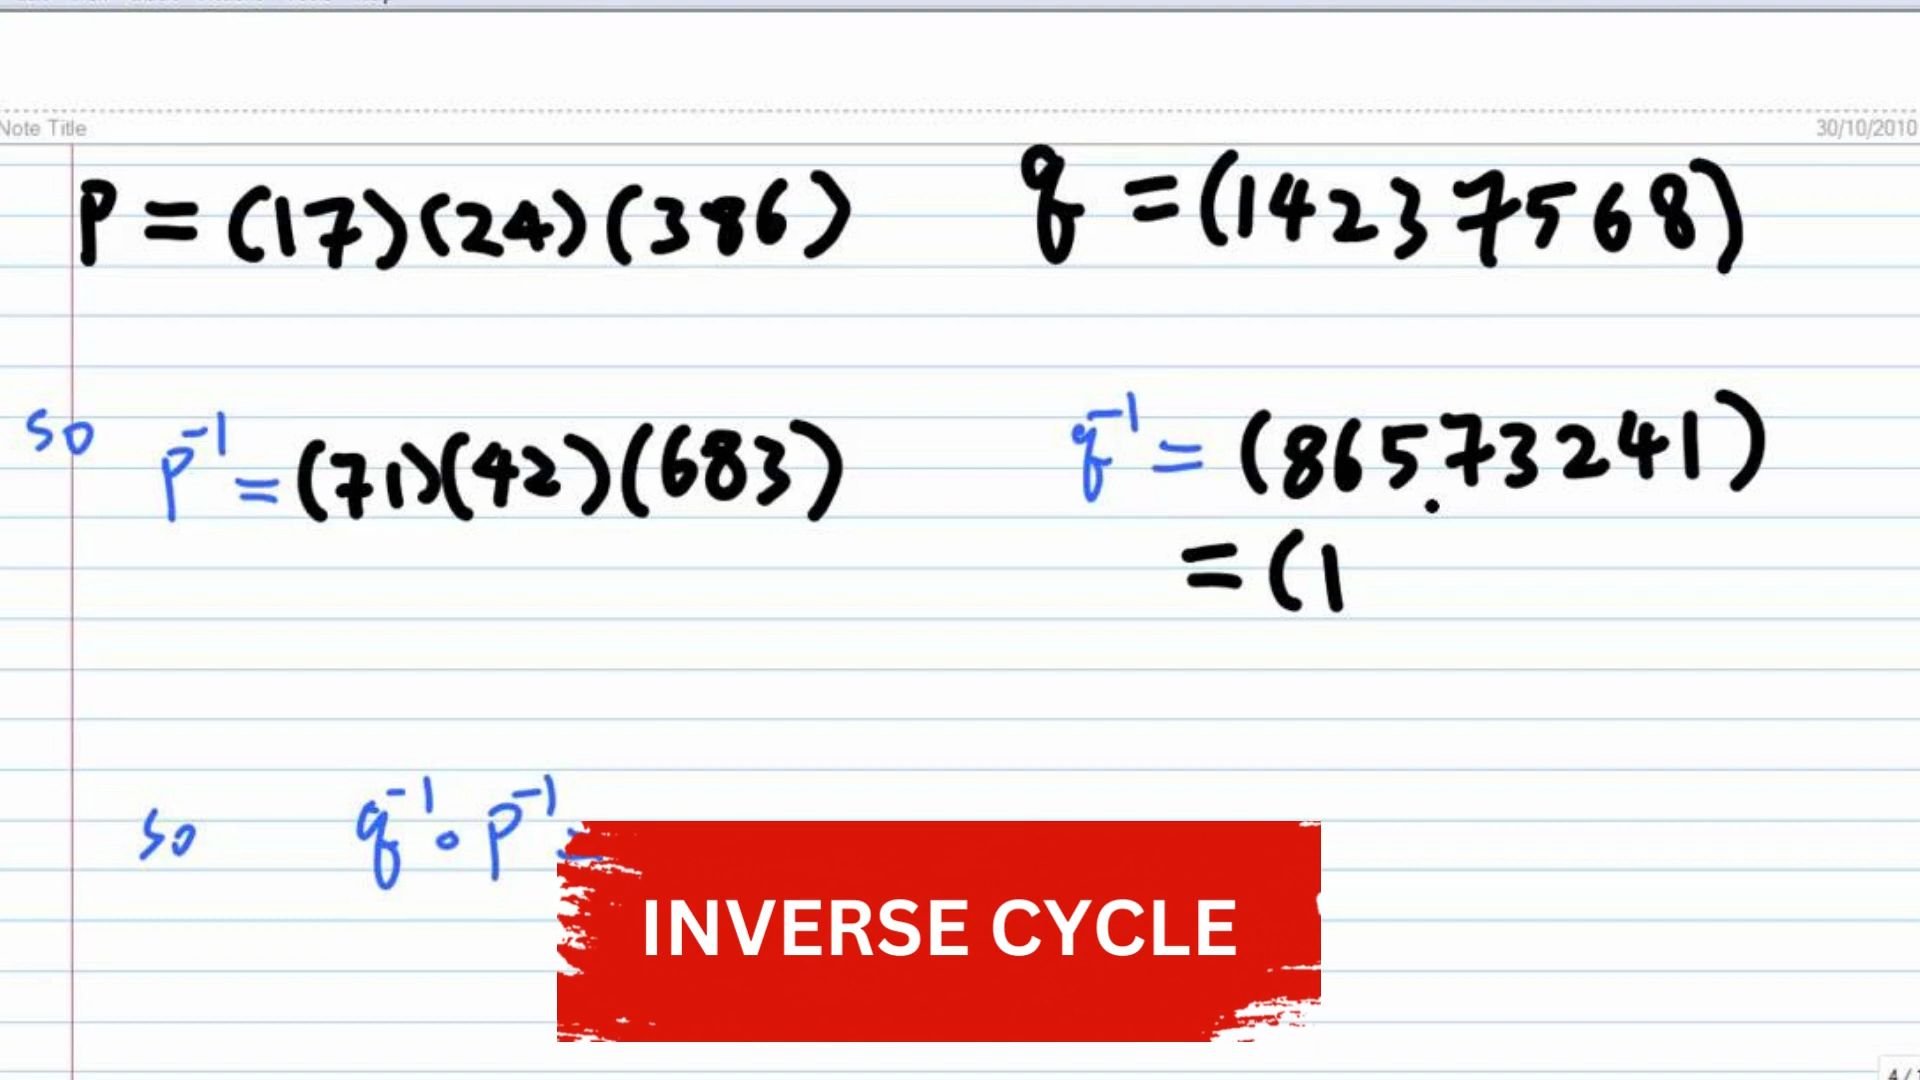 Note Title
30/10/2010
p = (17)(24)(386)
q = (14237568)
so p⁻¹ = (71)(42)(683)
q⁻¹ = (86573241)
= (1
so q⁻¹ ∘ p⁻¹ =
INVERSE CYCLE